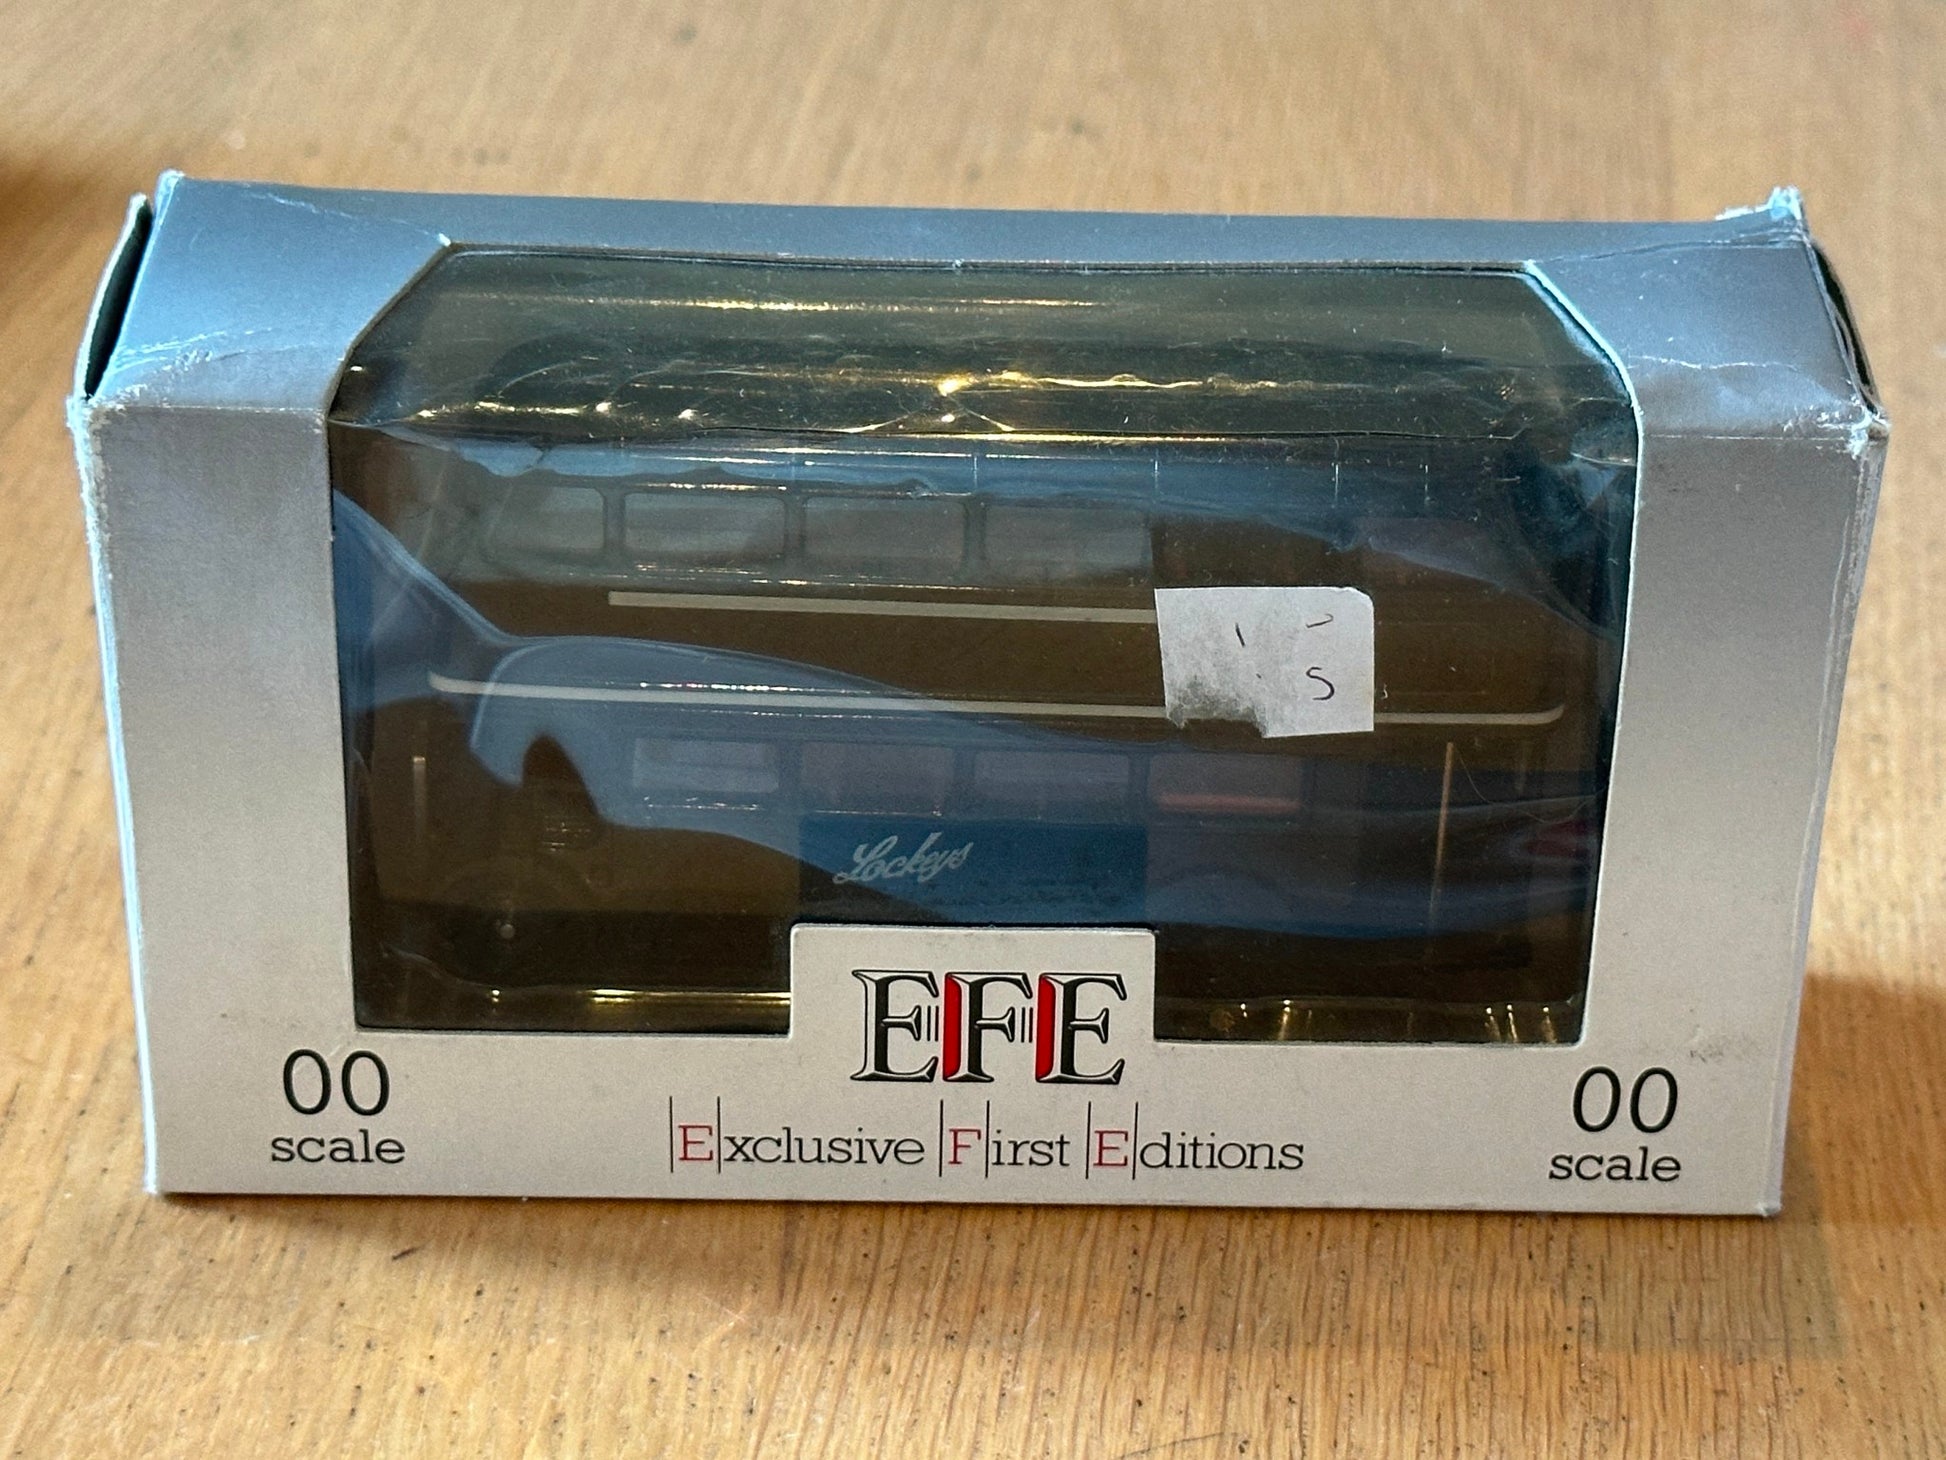 Lockeys
EFE
00
scale
Exclusive First Editions
00
scale